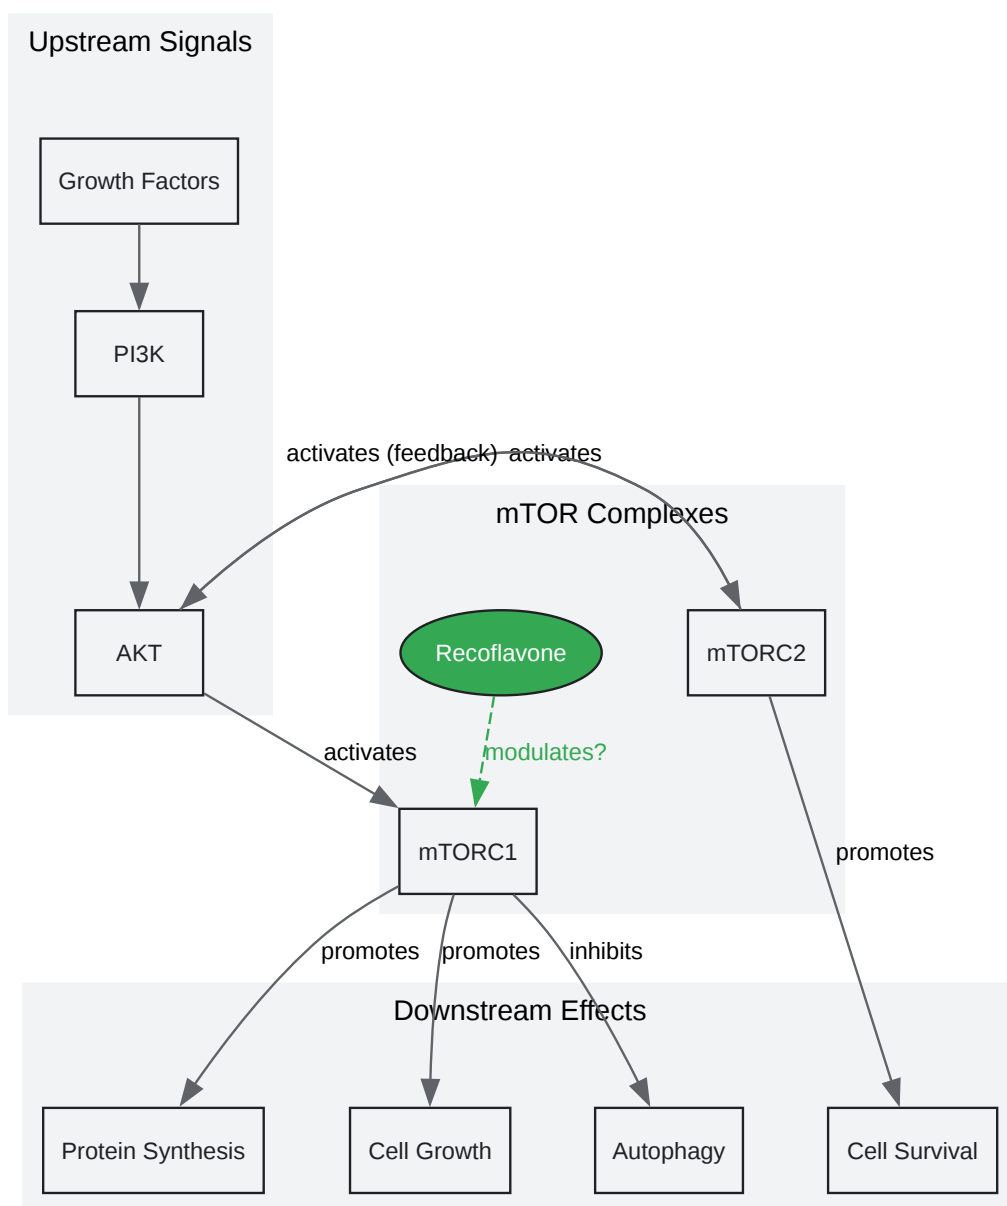 Upstream Signals
Growth Factors
PI3K
activates (feedback)
activates
mTOR Complexes
AKT
Recoflavone
mTORC2
activates
modulates?
mTORC1
promotes
promotes
promotes
inhibits
Downstream Effects
Protein Synthesis
Cell Growth
Autophagy
Cell Survival